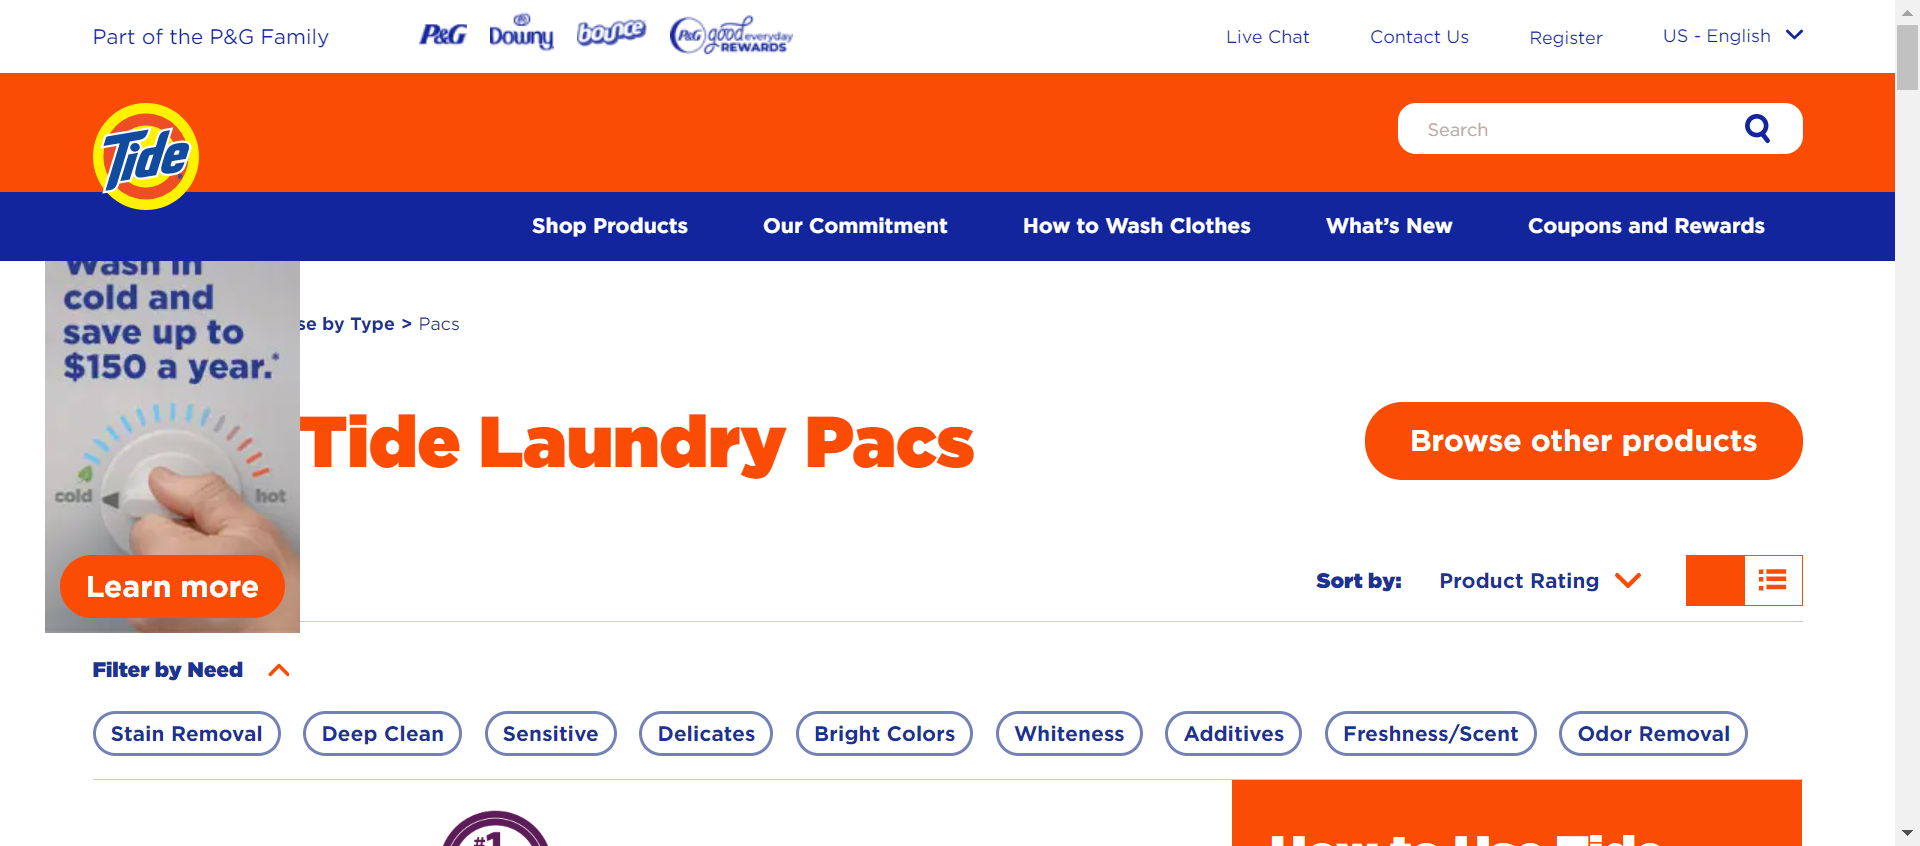 Part of the P&G Family
P&G
Downy
bounce
P&G good everyday REWARDS
Live Chat
Contact Us
Register
US - English
Tide
Search
Shop Products
Our Commitment
How to Wash Clothes
What's New
Coupons and Rewards
Wash in
cold and
save up to
$150 a year.*
cold
hot
Learn more
se by Type > Pacs
Tide Laundry Pacs
Browse other products
Sort by:
Product Rating
Filter by Need
Stain Removal
Deep Clean
Sensitive
Delicates
Bright Colors
Whiteness
Additives
Freshness/Scent
Odor Removal
#1
How to Use Tide